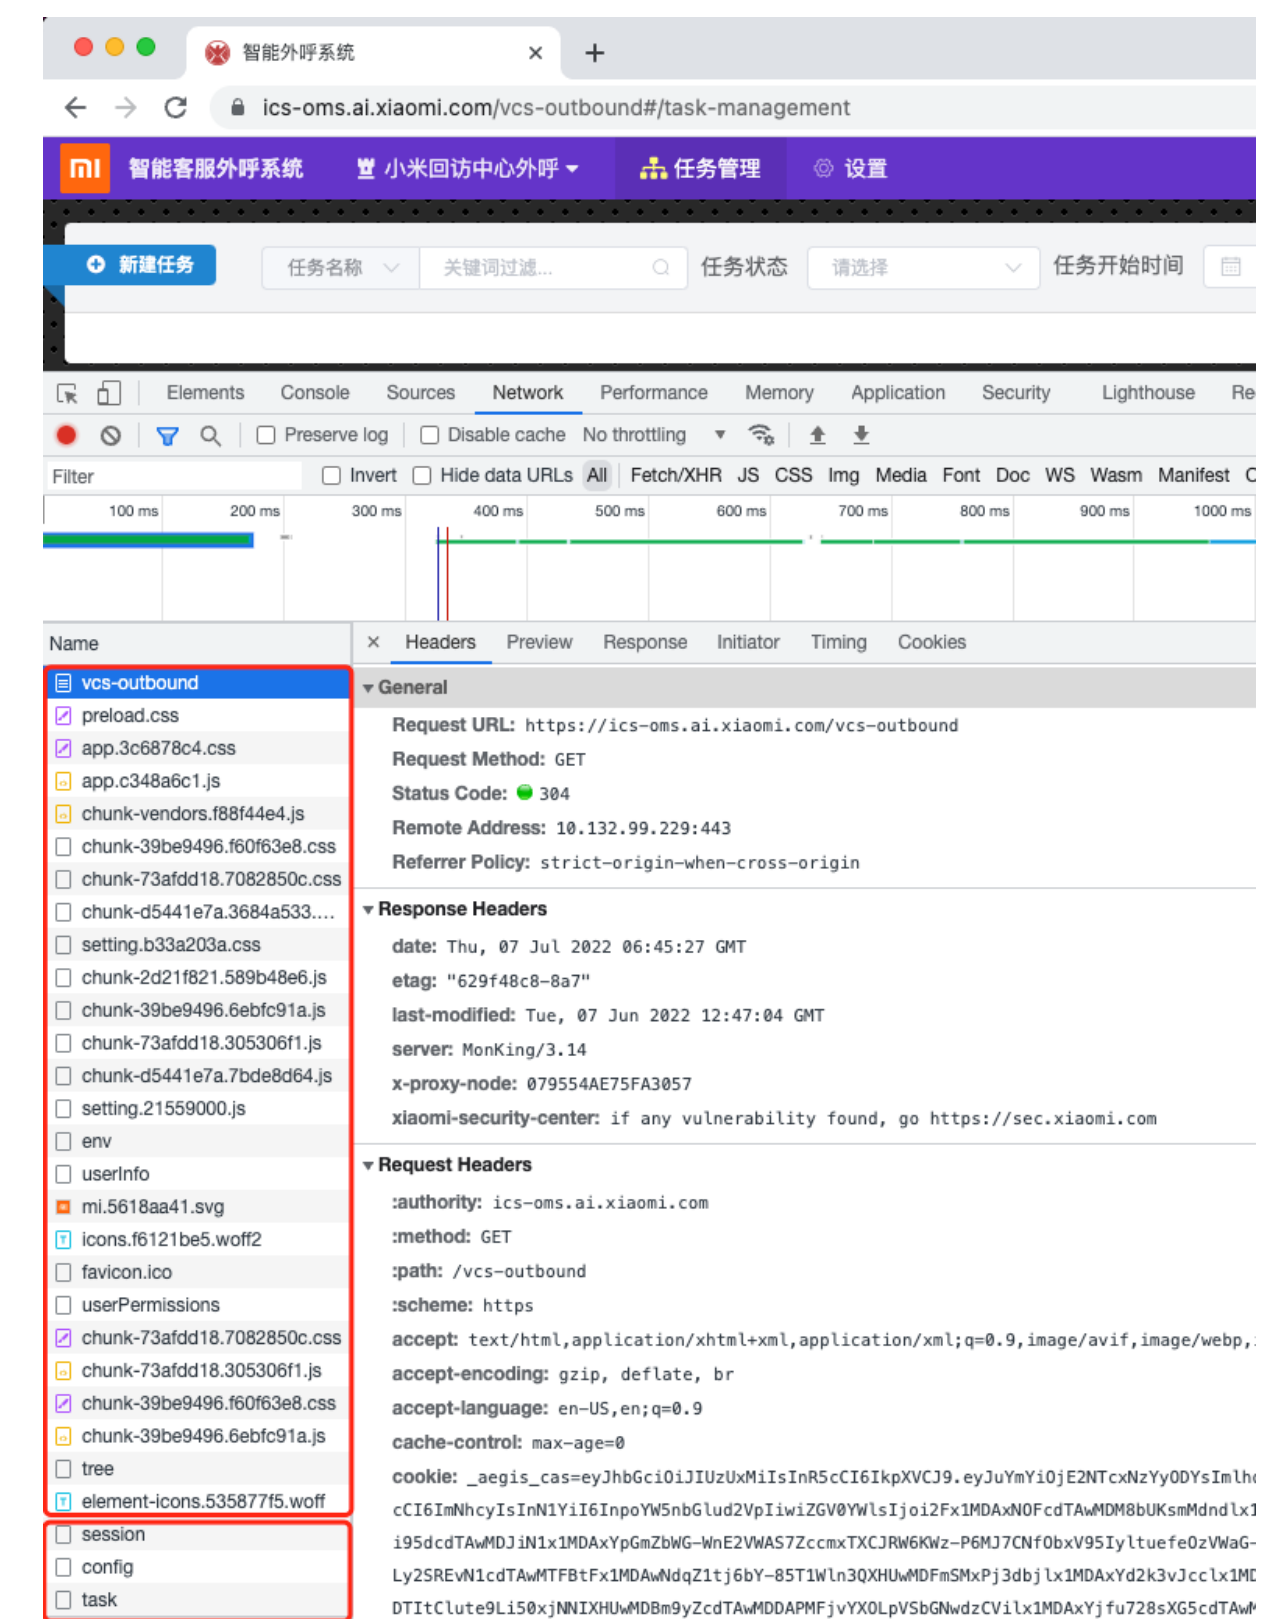 智能外呼系统
ics-oms.ai.xiaomi.com/vcs-outbound#/task-management
智能客服外呼系统 小米回访中心外呼 任务管理 设置
新建任务 任务名称 关键词过滤... 任务状态 请选择 任务开始时间
Elements Console Sources Network Performance Memory Application Security Lighthouse Re
Preserve log Disable cache No throttling
Filter Invert Hide data URLs All Fetch/XHR JS CSS Img Media Font Doc WS Wasm Manifest
100 ms 200 ms 300 ms 400 ms 500 ms 600 ms 700 ms 800 ms 900 ms 1000 ms
Name
Headers Preview Response Initiator Timing Cookies
vcs-outbound
preload.css
app.3c6878c4.css
app.c348a6c1.js
chunk-vendors.f88f44e4.js
chunk-39be9496.f60f63e8.css
chunk-73afdd18.7082850c.css
chunk-d5441e7a.3684a533....
setting.b33a203a.css
chunk-2d21f821.589b48e6.js
chunk-39be9496.6ebfc91a.js
chunk-73afdd18.305306f1.js
chunk-d5441e7a.7bde8d64.js
setting.21559000.js
env
userInfo
mi.5618aa41.svg
icons.f6121be5.woff2
favicon.ico
userPermissions
chunk-73afdd18.7082850c.css
chunk-73afdd18.305306f1.js
chunk-39be9496.f60f63e8.css
chunk-39be9496.6ebfc91a.js
tree
element-icons.535877f5.woff
session
config
task
General
Request URL: https://ics-oms.ai.xiaomi.com/vcs-outbound
Request Method: GET
Status Code: 304
Remote Address: 10.132.99.229:443
Referrer Policy: strict-origin-when-cross-origin
Response Headers
date: Thu, 07 Jul 2022 06:45:27 GMT
etag: "629f48c8-8a7"
last-modified: Tue, 07 Jun 2022 12:47:04 GMT
server: MonKing/3.14
x-proxy-node: 079554AE75FA3057
xiaomi-security-center: if any vulnerability found, go https://sec.xiaomi.com
Request Headers
:authority: ics-oms.ai.xiaomi.com
:method: GET
:path: /vcs-outbound
:scheme: https
accept: text/html,application/xhtml+xml,application/xml;q=0.9,image/avif,image/webp,
accept-encoding: gzip, deflate, br
accept-language: en-US,en;q=0.9
cache-control: max-age=0
cookie: